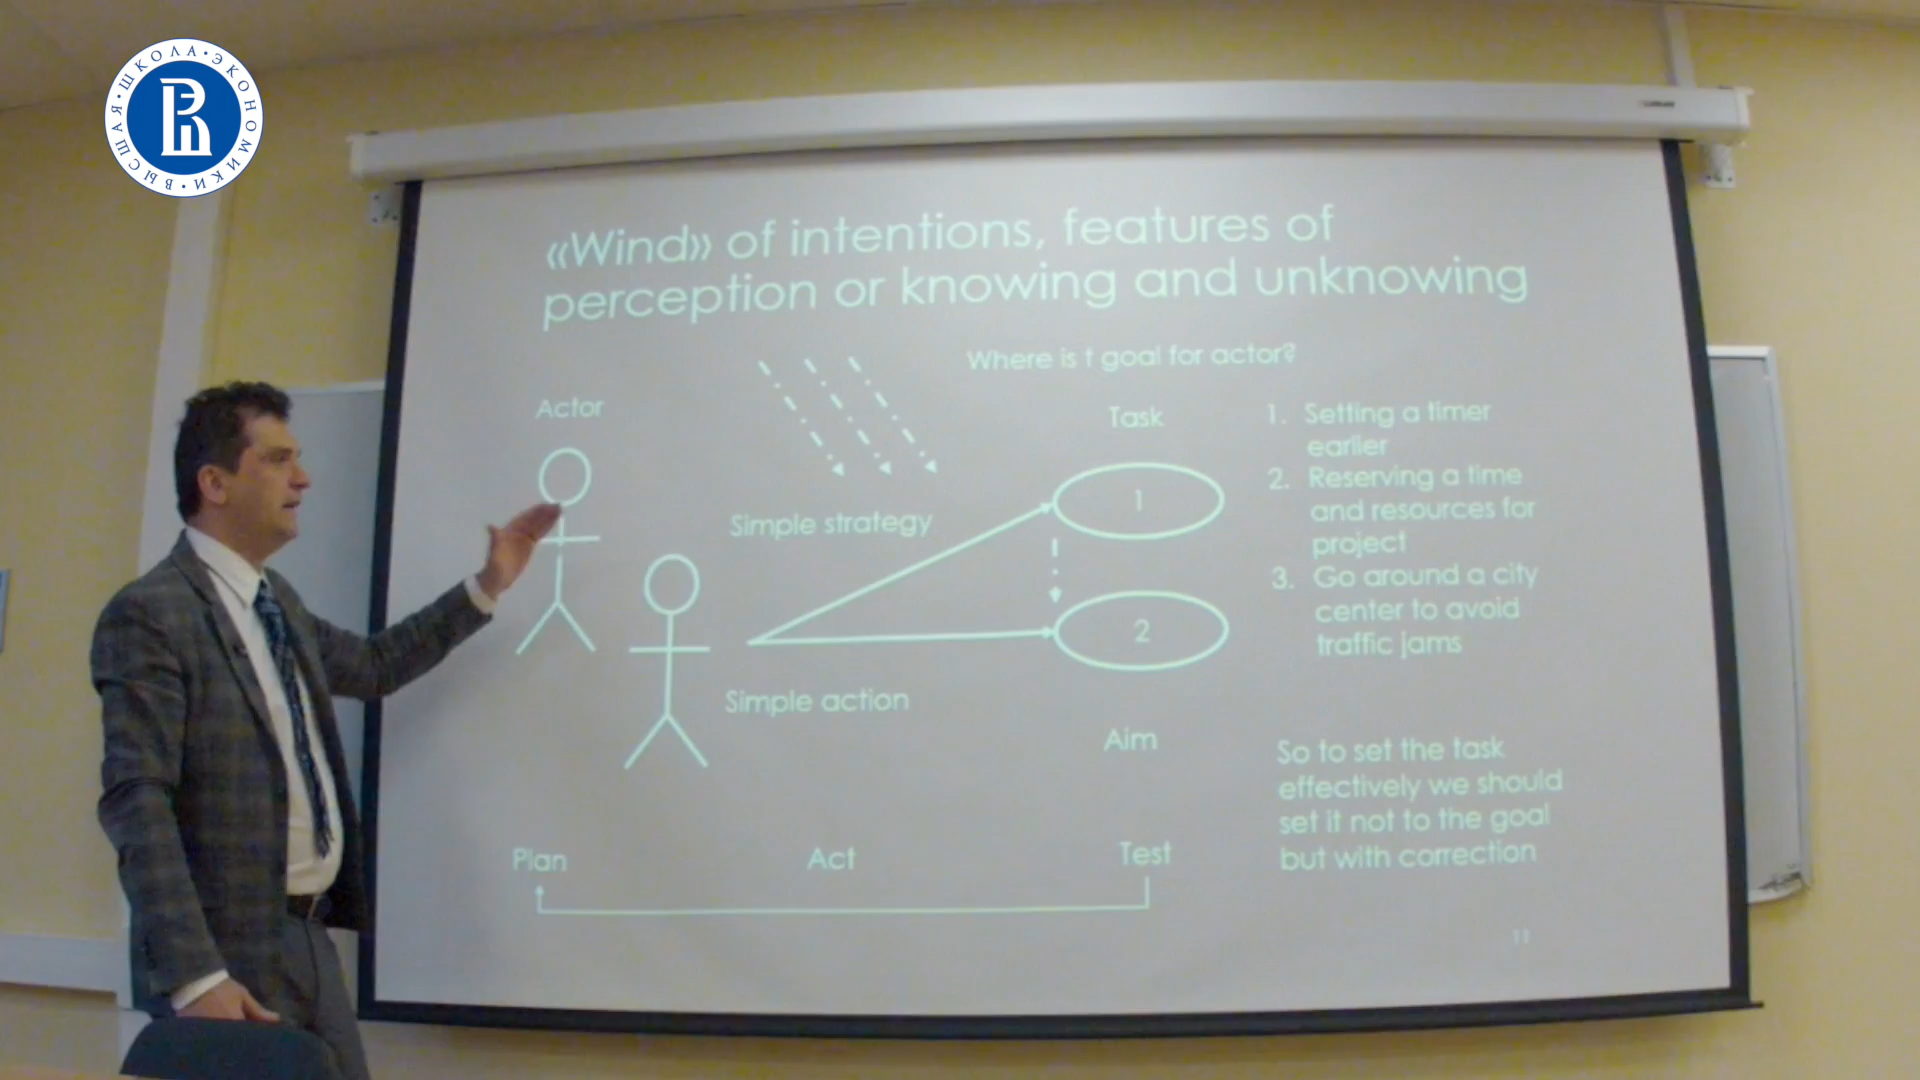 ВЫСШАЯ • ШКОЛА • ЭКОНОМИКИ •
«Wind» of intentions, features of
perception or knowing and unknowing
Where is t goal for actor?
Actor
Task
1. Setting a timer
earlier
2. Reserving a time
and resources for
project
3. Go around a city
center to avoid
traffic jams
1
Simple strategy
2
Simple action
Aim
So to set the task
effectively we should
set it not to the goal
but with correction
Plan
Act
Test